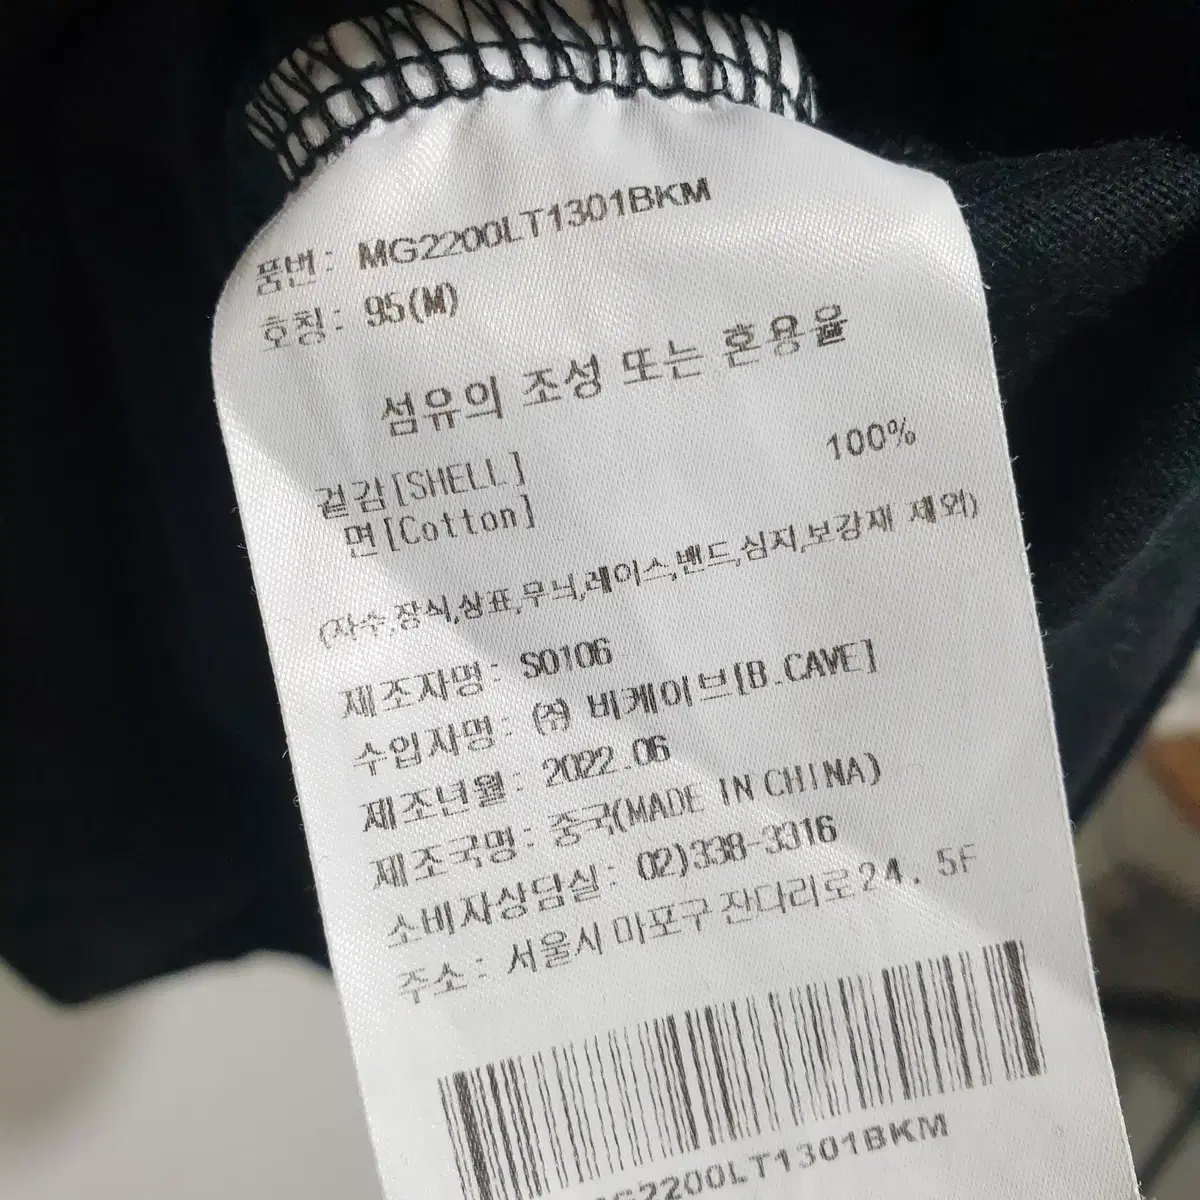 품번: MG2200LT1301BKM
호칭: 95(M)
섬유의 조성 또는 혼용율
겉감[SHELL]
면[Cotton] 100%
(자수,장식,상표,무늬,레이스,밴드,심지,보강재 제외)
제조자명: SO106
수입자명: ㈜ 비케이브[B.CAVE]
제조년월: 2022.06
제조국명: 중국(MADE IN CHINA)
소비자상담실: 02)338-3316
주소: 서울시 마포구 잔다리로24. 5F
MG2200LT1301BKM